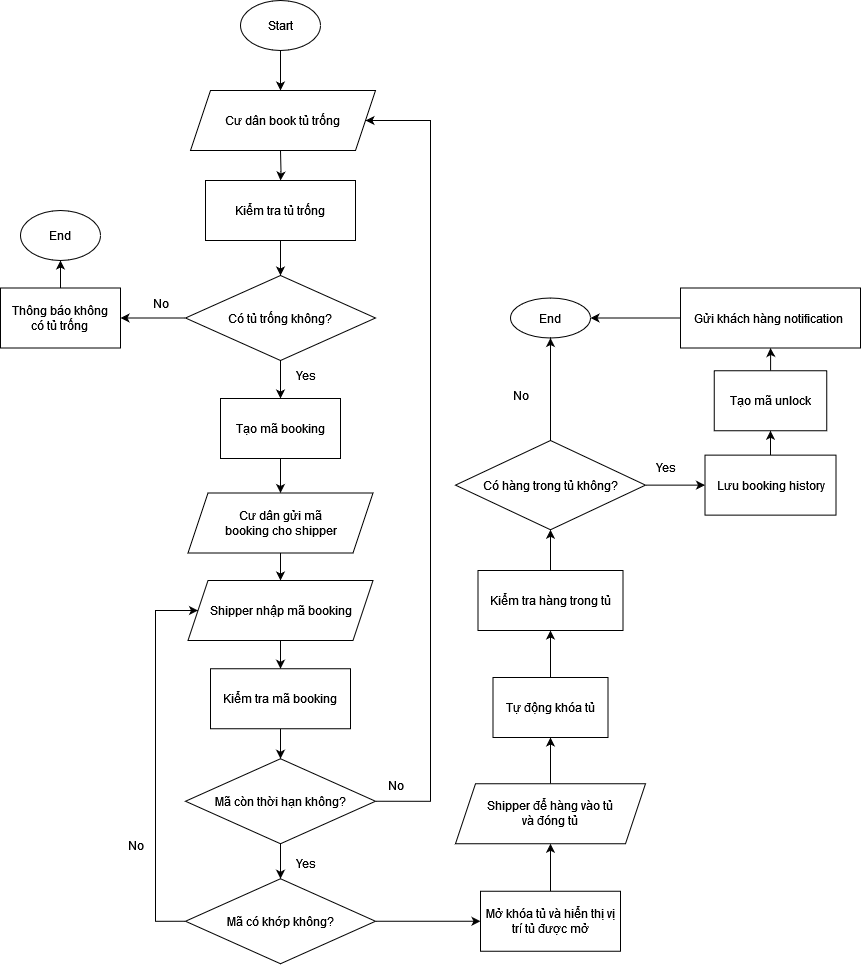 Start
Cư dân book tủ trống
Kiểm tra tủ trống
Có tủ trống không?
No
Thông báo không
có tủ trống
End
Yes
Tạo mã booking
Cư dân gửi mã
booking cho shipper
Shipper nhập mã booking
Kiểm tra mã booking
Mã còn thời hạn không?
No
Yes
Mã có khớp không?
No
Mở khóa tủ và hiển thị vị
trí tủ được mở
Shipper để hàng vào tủ
và đóng tủ
Tự động khóa tủ
Kiểm tra hàng trong tủ
Có hàng trong tủ không?
No
End
Yes
Lưu booking history
Tạo mã unlock
Gửi khách hàng notification